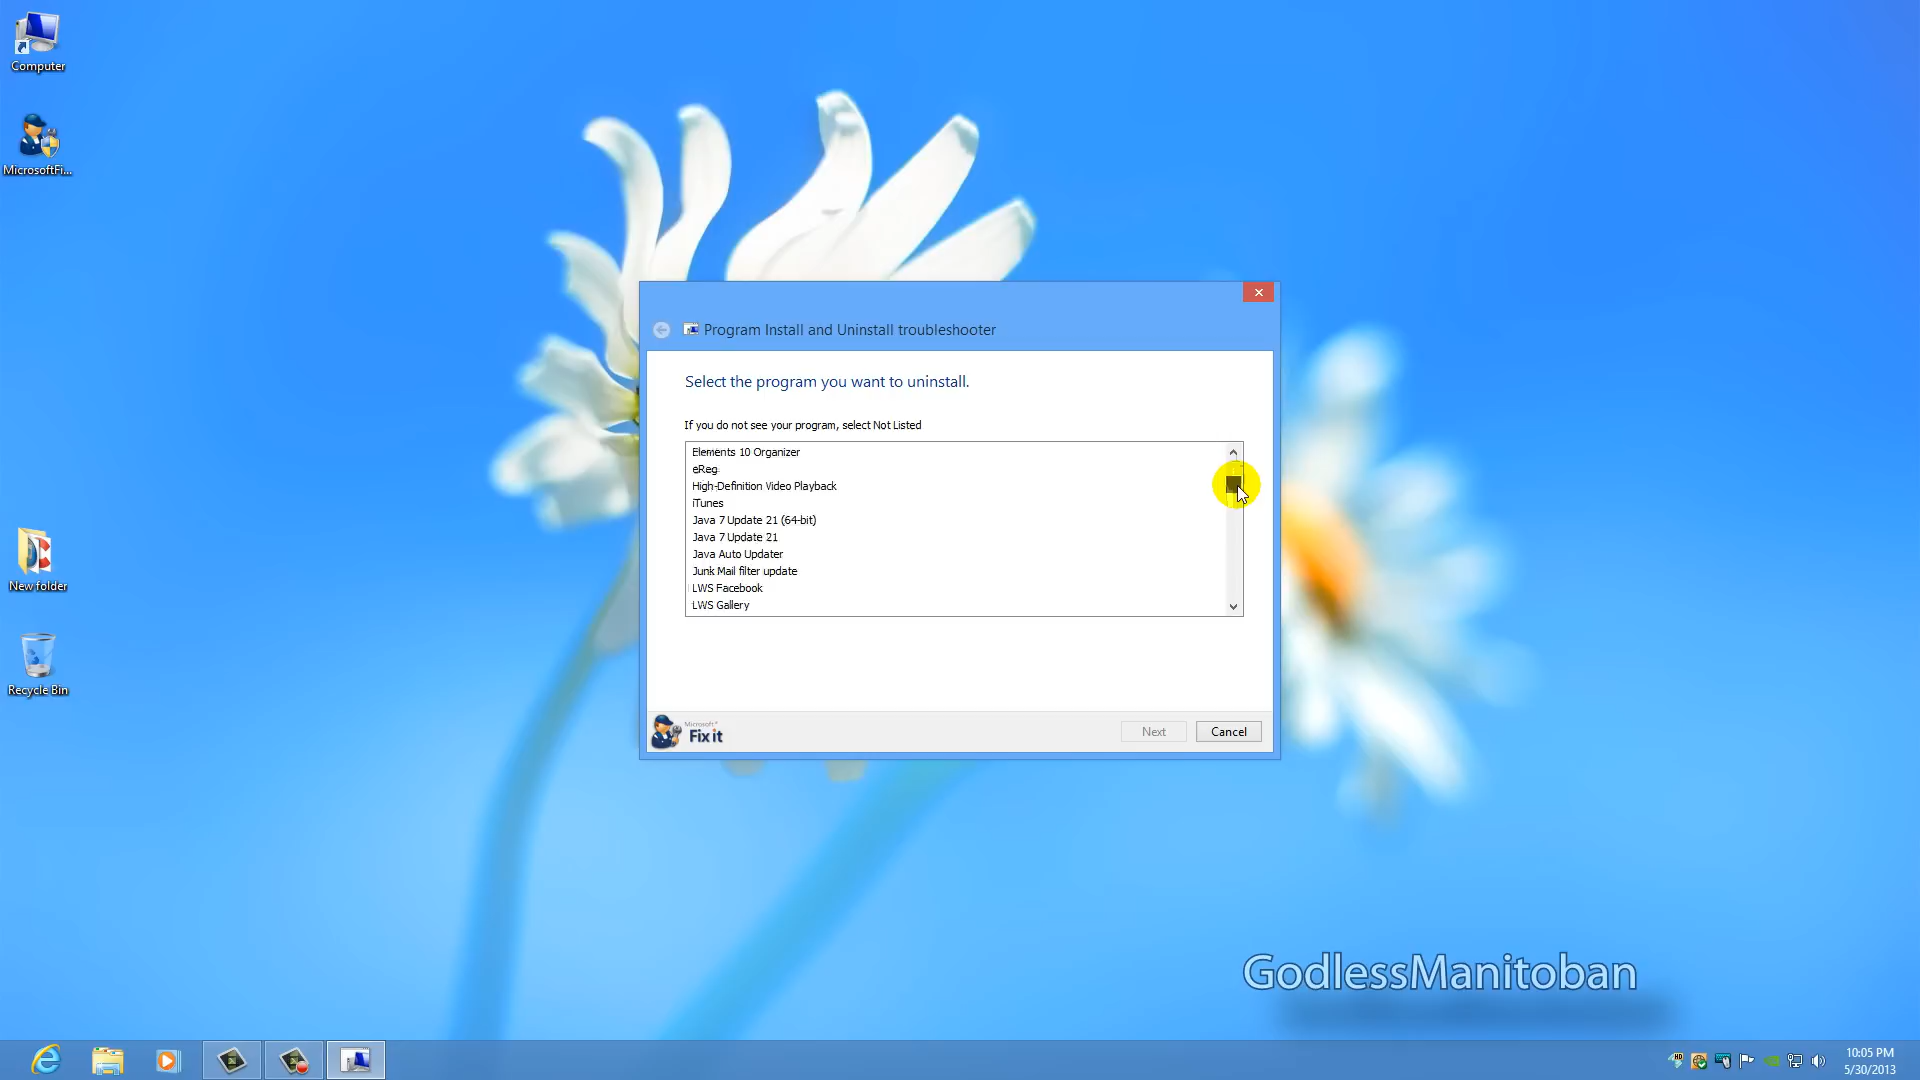 Computer
MicrosoftFi...
Program Install and Uninstall troubleshooter
Select the program you want to uninstall.
If you do not see your program, select Not Listed
Elements 10 Organizer
eReg
High-Definition Video Playback
iTunes
Java 7 Update 21 (64-bit)
Java 7 Update 21
Java Auto Updater
Junk Mail filter update
LWS Facebook
LWS Gallery
New folder
Recycle Bin
Microsoft
Fix it
Next
Cancel
GodlessManitoban
HD
10:05 PM
5/30/2013